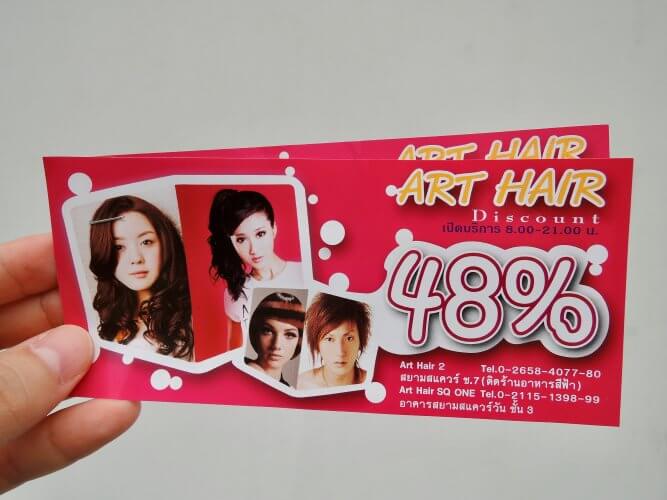 ART HAIR
ART HAIR
Discount
เปิดบริการ 8.00-21.00 น.
48%
Art Hair 2 Tel.0-2658-4077-80
สยามสแควร์ ซ.7(ติดร้านอาหารสีฟ้า)
Art Hair SQ ONE Tel.0-2115-1398-99
อาคารสยามสแควร์วัน ชั้น 3